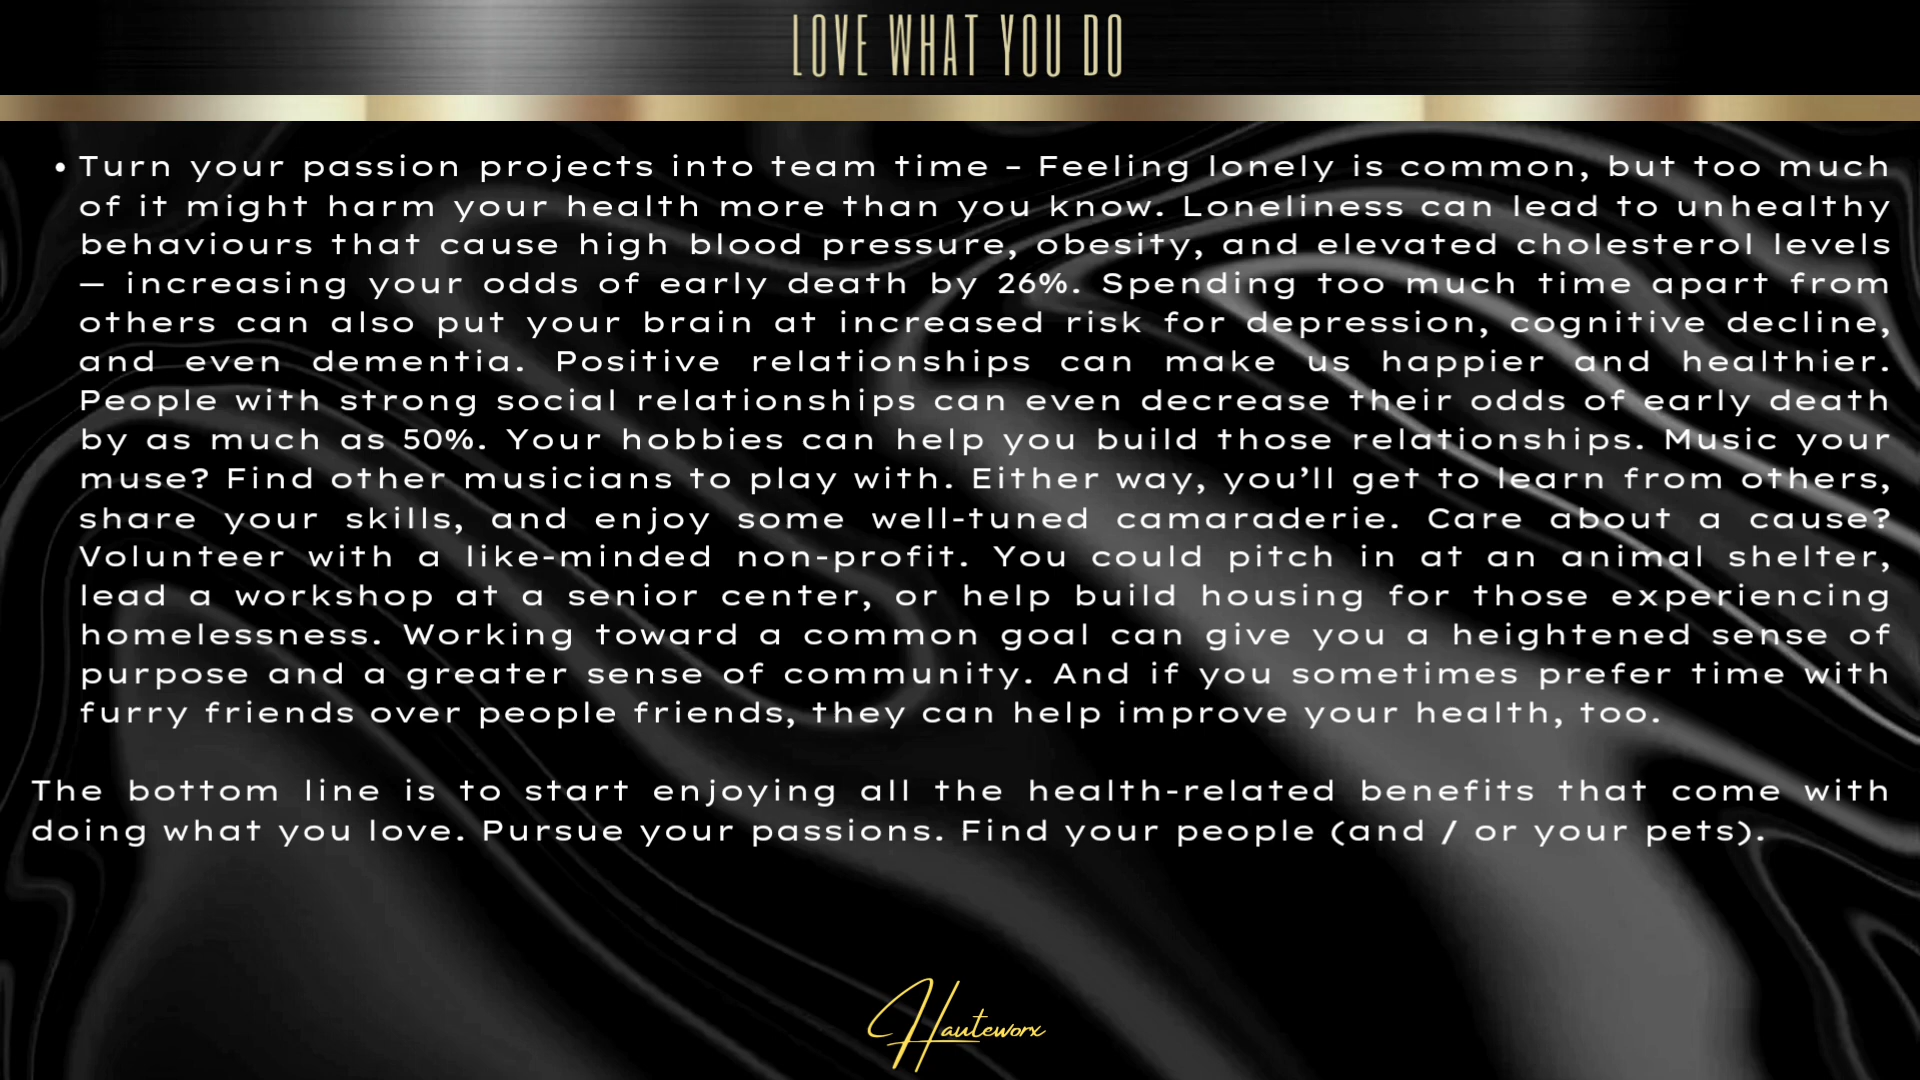 LOVE WHAT YOU DO
• Turn your passion projects into team time – Feeling lonely is common, but too much
of it might harm your health more than you know. Loneliness can lead to unhealthy
behaviours that cause high blood pressure, obesity, and elevated cholesterol levels
— increasing your odds of early death by 26%. Spending too much time apart from
others can also put your brain at increased risk for depression, cognitive decline,
and even dementia. Positive relationships can make us happier and healthier.
People with strong social relationships can even decrease their odds of early death
by as much as 50%. Your hobbies can help you build those relationships. Music your
muse? Find other musicians to play with. Either way, you’ll get to learn from others,
share your skills, and enjoy some well-tuned camaraderie. Care about a cause?
Volunteer with a like-minded non-profit. You could pitch in at an animal shelter,
lead a workshop at a senior center, or help build housing for those experiencing
homelessness. Working toward a common goal can give you a heightened sense of
purpose and a greater sense of community. And if you sometimes prefer time with
furry friends over people friends, they can help improve your health, too.
The bottom line is to start enjoying all the health-related benefits that come with
doing what you love. Pursue your passions. Find your people (and / or your pets).
Hauteworx